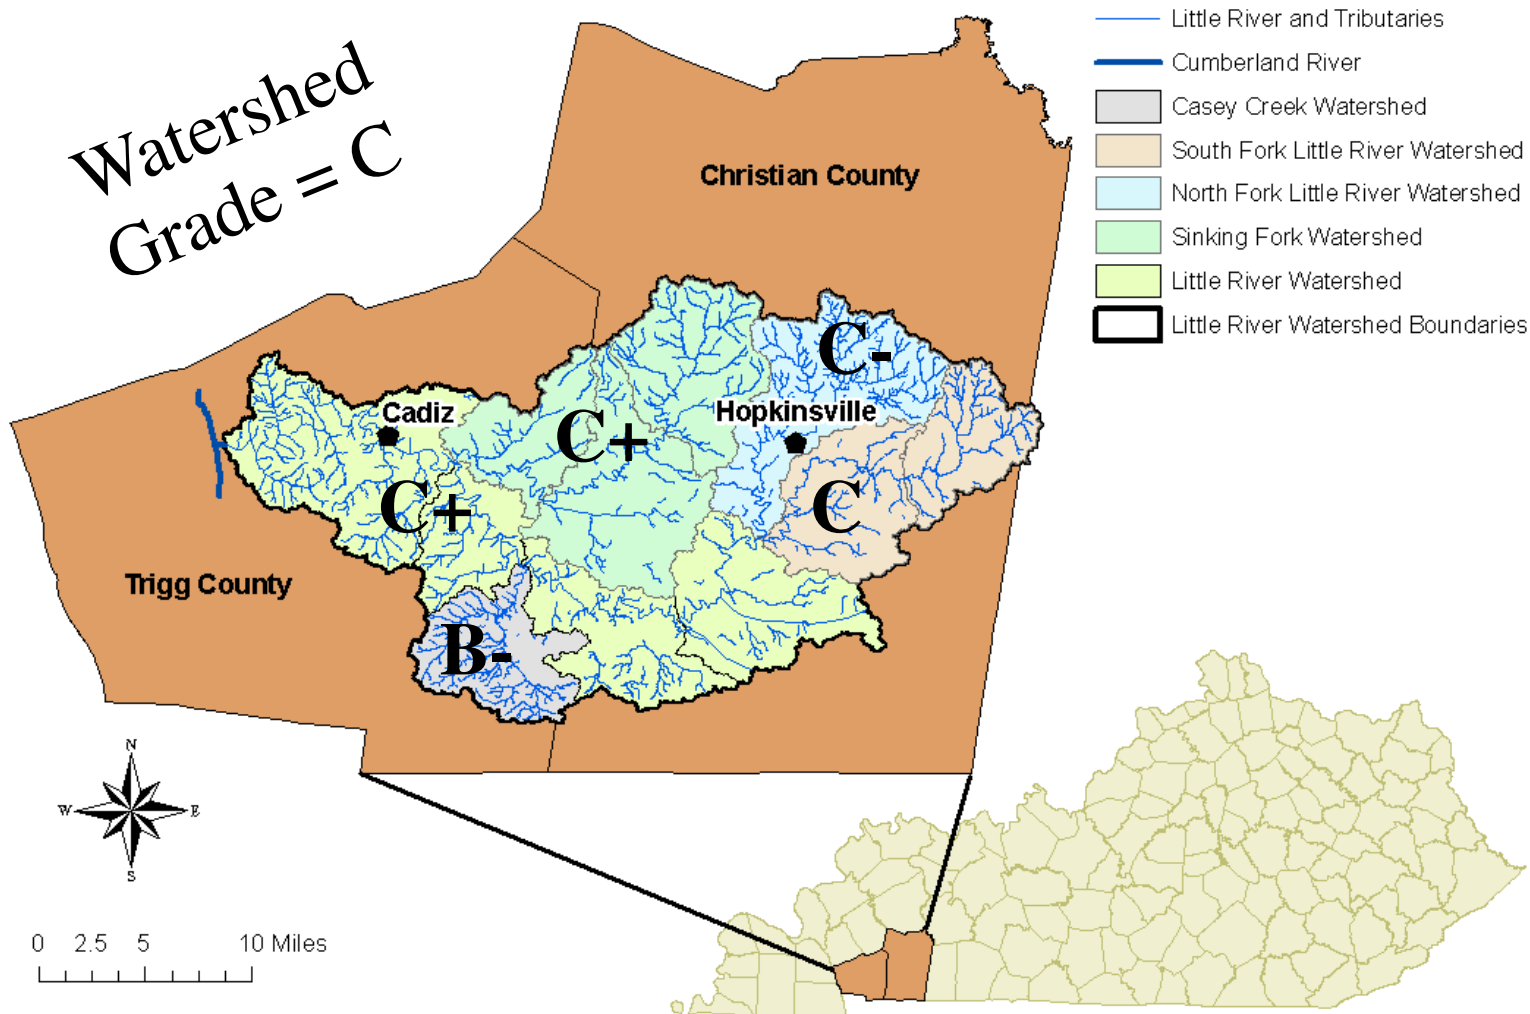 Watershed
Grade = C
Little River and Tributaries
Cumberland River
Casey Creek Watershed
South Fork Little River Watershed
North Fork Little River Watershed
Sinking Fork Watershed
Little River Watershed
Little River Watershed Boundaries
Christian County
C-
Cadiz
Hopkinsville
C+
C+
C
Trigg County
B-
N
W
E
S
0 2.5 5 10 Miles